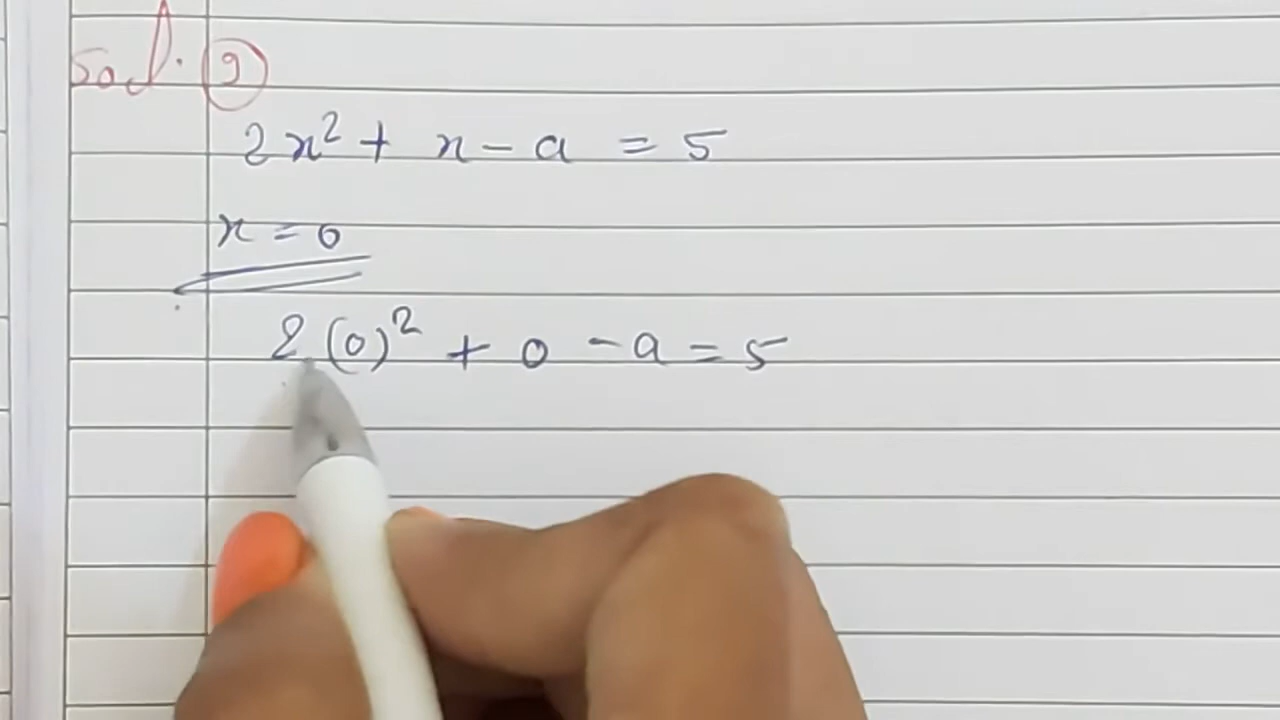 Sol. 9
2x² + x - a = 5
x = 0
2(0)² + 0 - a = 5